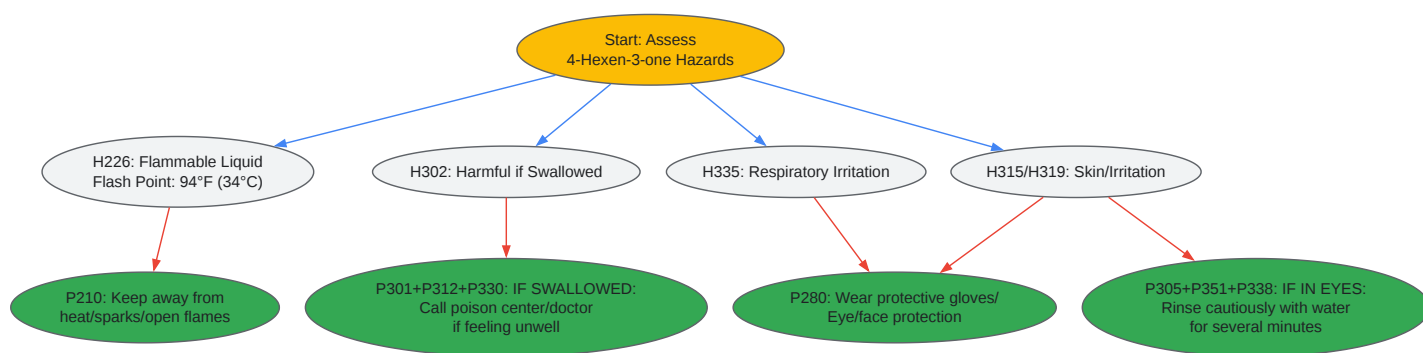 Start: Assess
4-Hexen-3-one Hazards
H226: Flammable Liquid
Flash Point: 94°F (34°C)
H302: Harmful if Swallowed
H335: Respiratory Irritation
H315/H319: Skin/Irritation
P210: Keep away from
heat/sparks/open flames
P301+P312+P330: IF SWALLOWED:
Call poison center/doctor
if feeling unwell
P280: Wear protective gloves/
Eye/face protection
P305+P351+P338: IF IN EYES:
Rinse cautiously with water
for several minutes